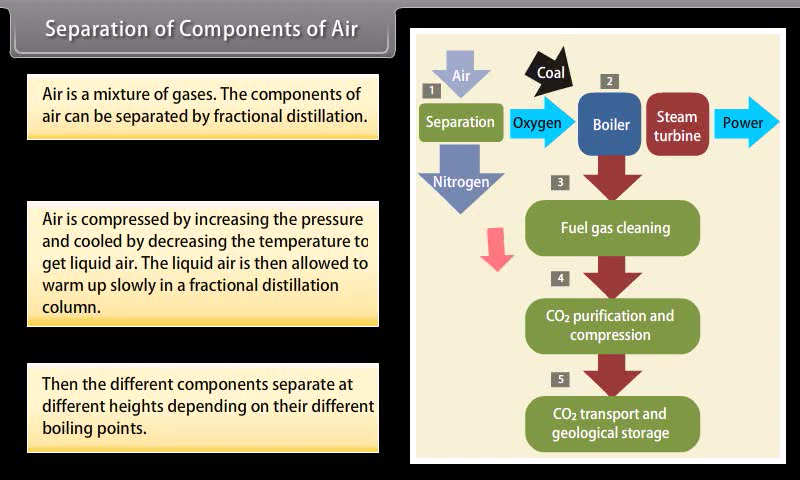 Separation of Components of Air
Air is a mixture of gases. The components of
air can be separated by fractional distillation.
Air is compressed by increasing the pressure
and cooled by decreasing the temperature to
get liquid air. The liquid air is then allowed to
warm up slowly in a fractional distillation
column.
Then the different components separate at
different heights depending on their different
boiling points.
Air
Coal
1
2
Separation
Oxygen
Boiler
Steam
turbine
Power
Nitrogen
3
Fuel gas cleaning
4
CO₂ purification and
compression
5
CO₂ transport and
geological storage